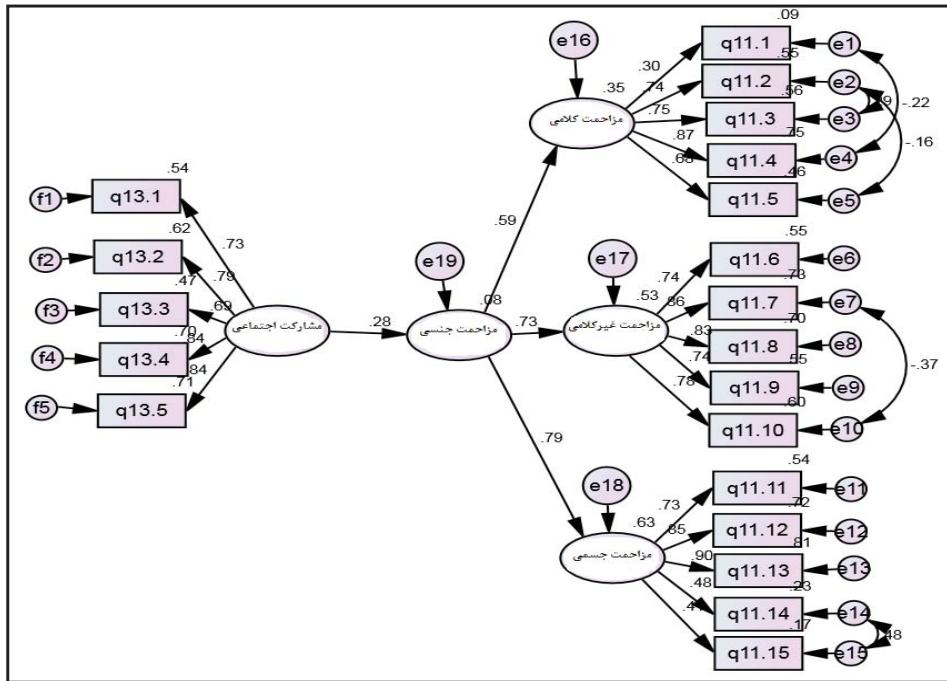 e16
.09
q11.1
e1
.55
.30
.35
.74
q11.2
e2
.56
-.22
مزاحمت کلامی
.75
q11.3
e3
.75
-.16
.87
q11.4
e4
.46
.68
q11.5
e5
.54
f1
q13.1
.62
.73
f2
q13.2
.47
.79
f3
q13.3
.69
.70
f4
q13.4
.84
.84
.71
f5
q13.5
مشارکت اجتماعی
.28
e19
مزاحمت جنسی
.08
.59
.73
.79
e17
.53
مزاحمت غیرکلامی
.55
.74
q11.6
e6
.73
.86
q11.7
e7
.70
.83
q11.8
e8
.55
-.37
.74
q11.9
e9
.60
.78
q11.10
e10
e18
.63
مزاحمت جسمی
.54
.73
q11.11
e11
.72
.85
q11.12
e12
.81
.90
q11.13
e13
.23
.48
q11.14
e14
.17
q11.15
e15
.48